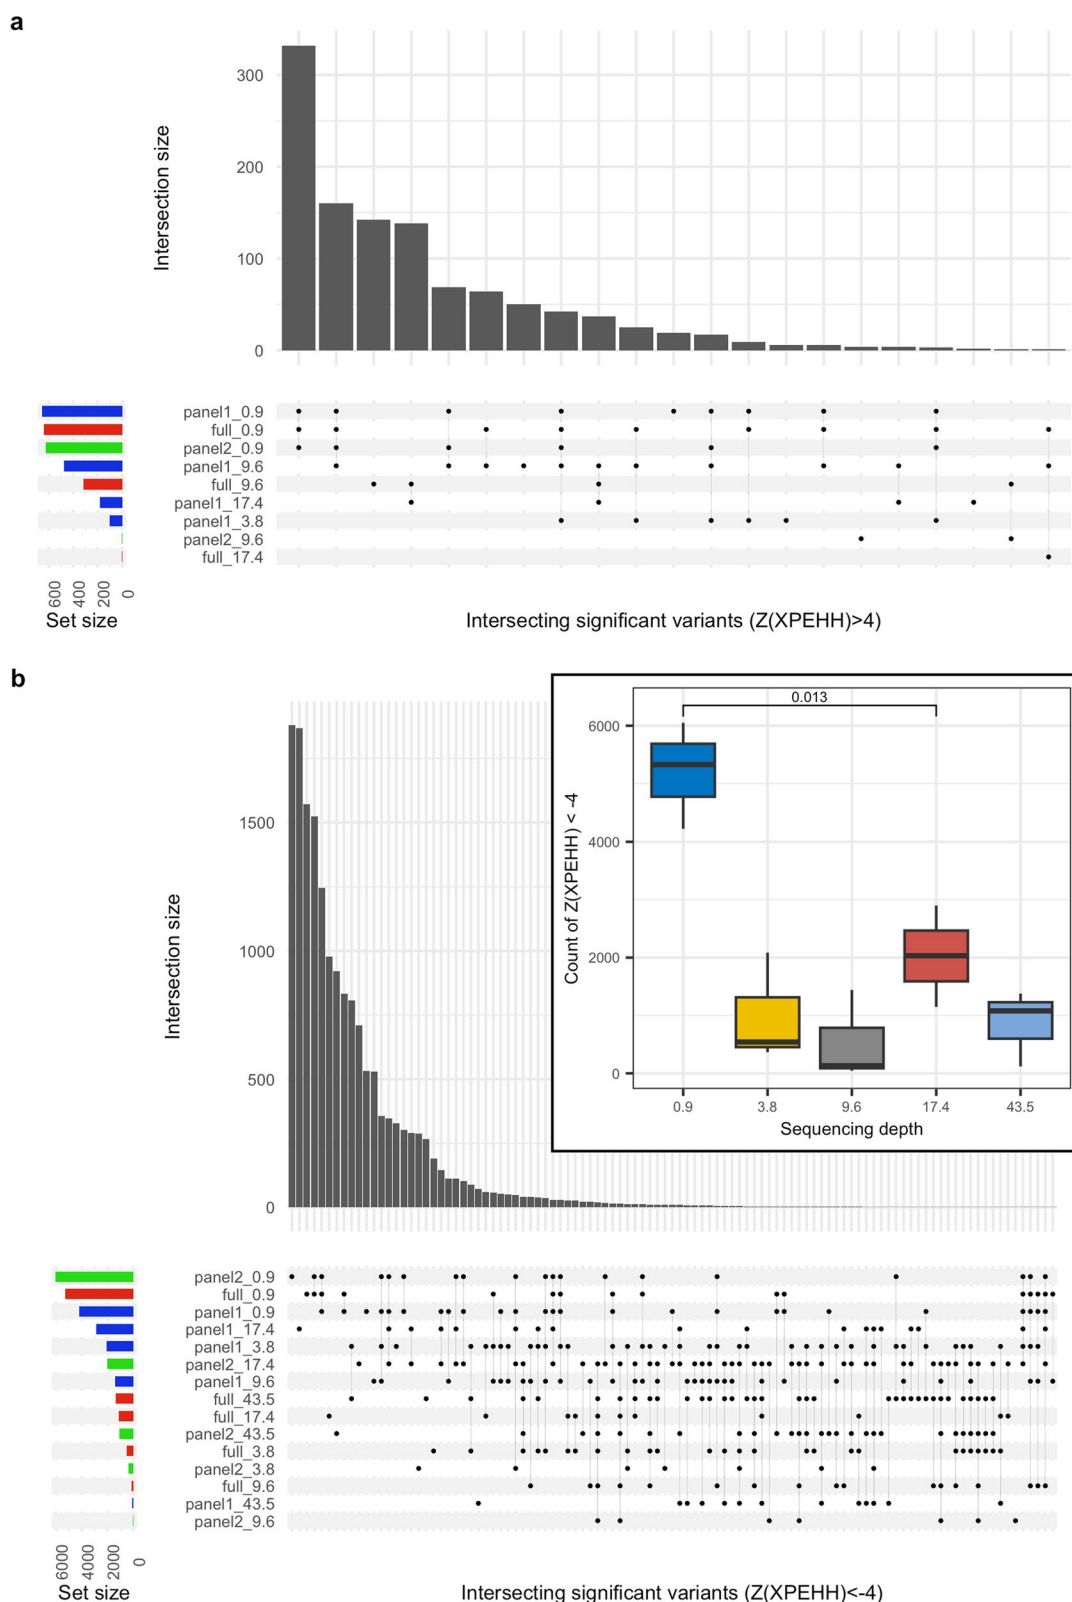 a
300
200
100
0
Intersection size
panel1_0.9
full_0.9
panel2_0.9
panel1_9.6
full_9.6
panel1_17.4
panel1_3.8
panel2_9.6
full_17.4
600 400 200 0
Set size
Intersecting significant variants (Z(XPEHH)>4)
b
1500
1000
500
0
Intersection size
0.013
6000
4000
2000
0
Count of Z(XPEHH) < -4
0.9 3.8 9.6 17.4 43.5
Sequencing depth
panel2_0.9
full_0.9
panel1_0.9
panel1_17.4
panel1_3.8
panel2_17.4
panel1_9.6
full_43.5
full_17.4
panel2_43.5
full_3.8
panel2_3.8
full_9.6
panel1_43.5
panel2_9.6
6000 4000 2000 0
Set size
Intersecting significant variants (Z(XPEHH)<-4)